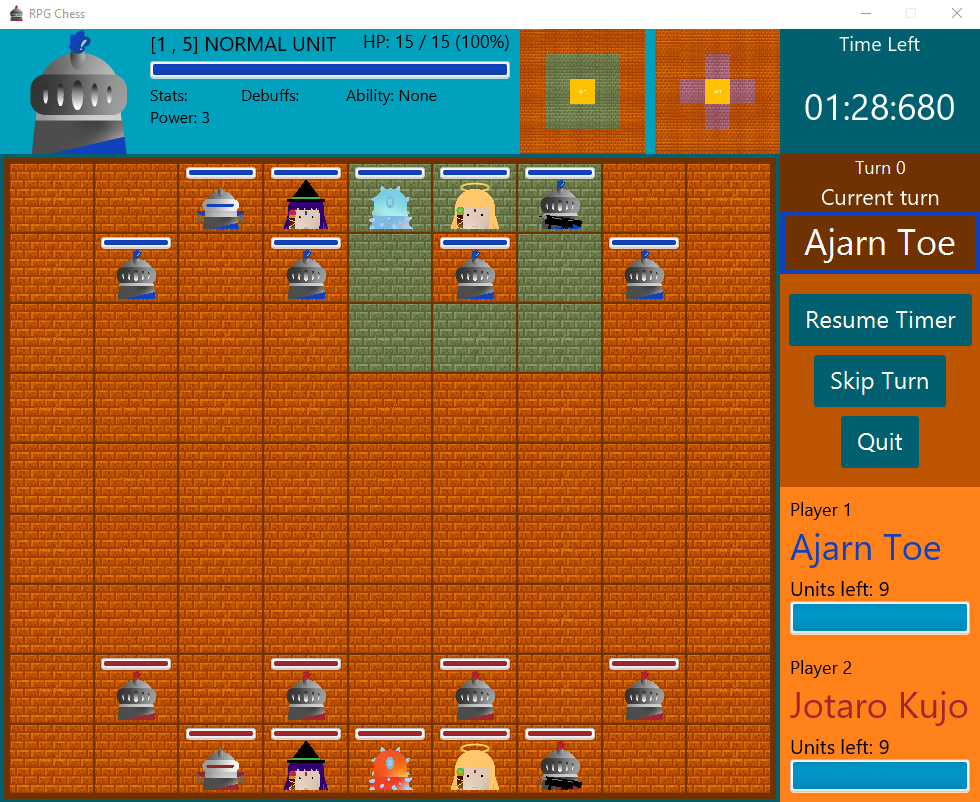 RPG Chess
[1 , 5] NORMAL UNIT HP: 15 / 15 (100%)
Stats: Debuffs: Ability: None
Power: 3
Time Left
01:28:680
Turn 0
Current turn
Ajarn Toe
Resume Timer
Skip Turn
Quit
Player 1
Ajarn Toe
Units left: 9
Player 2
Jotaro Kujo
Units left: 9